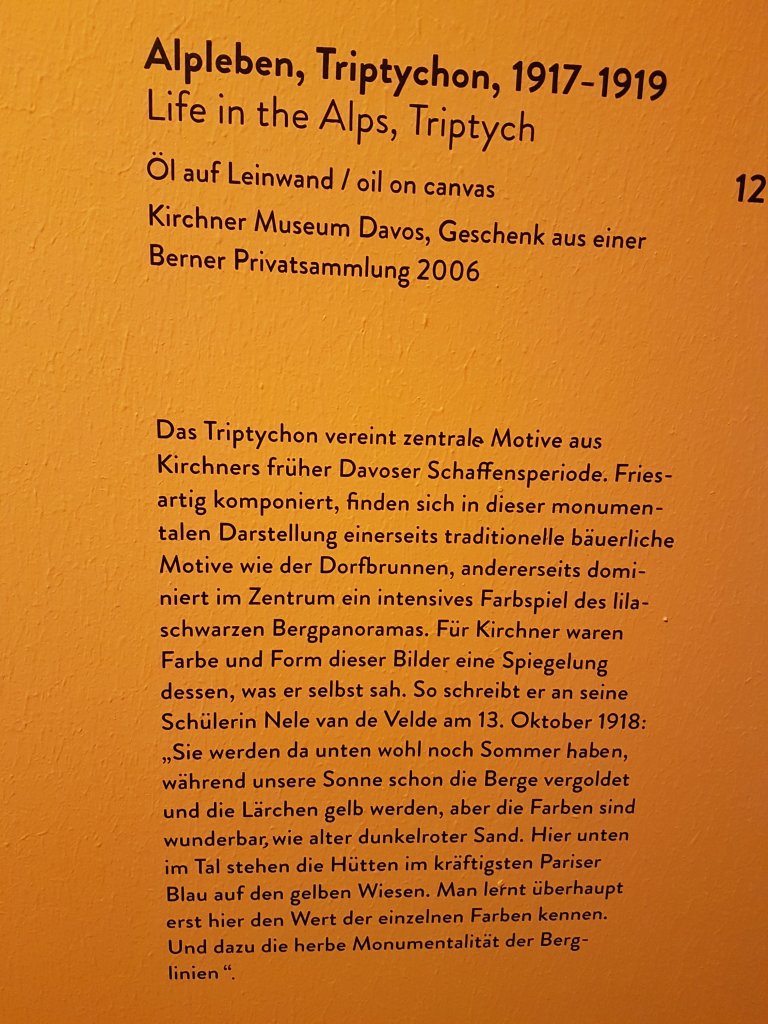 Alpleben, Triptychon, 1917–1919
Life in the Alps, Triptych
Öl auf Leinwand / oil on canvas
12
Kirchner Museum Davos, Geschenk aus einer
Berner Privatsammlung 2006
Das Triptychon vereint zentrale Motive aus
Kirchners früher Davoser Schaffensperiode. Fries-
artig komponiert, finden sich in dieser monumen-
talen Darstellung einerseits traditionelle bäuerliche
Motive wie der Dorfbrunnen, andererseits domi-
niert im Zentrum ein intensives Farbspiel des lila-
schwarzen Bergpanoramas. Für Kirchner waren
Farbe und Form dieser Bilder eine Spiegelung
dessen, was er selbst sah. So schreibt er an seine
Schülerin Nele van de Velde am 13. Oktober 1918:
„Sie werden da unten wohl noch Sommer haben,
während unsere Sonne schon die Berge vergoldet
und die Lärchen gelb werden, aber die Farben sind
wunderbar, wie alter dunkelroter Sand. Hier unten
im Tal stehen die Hütten im kräftigsten Pariser
Blau auf den gelben Wiesen. Man lernt überhaupt
erst hier den Wert der einzelnen Farben kennen.
Und dazu die herbe Monumentalität der Berg-
linien “.